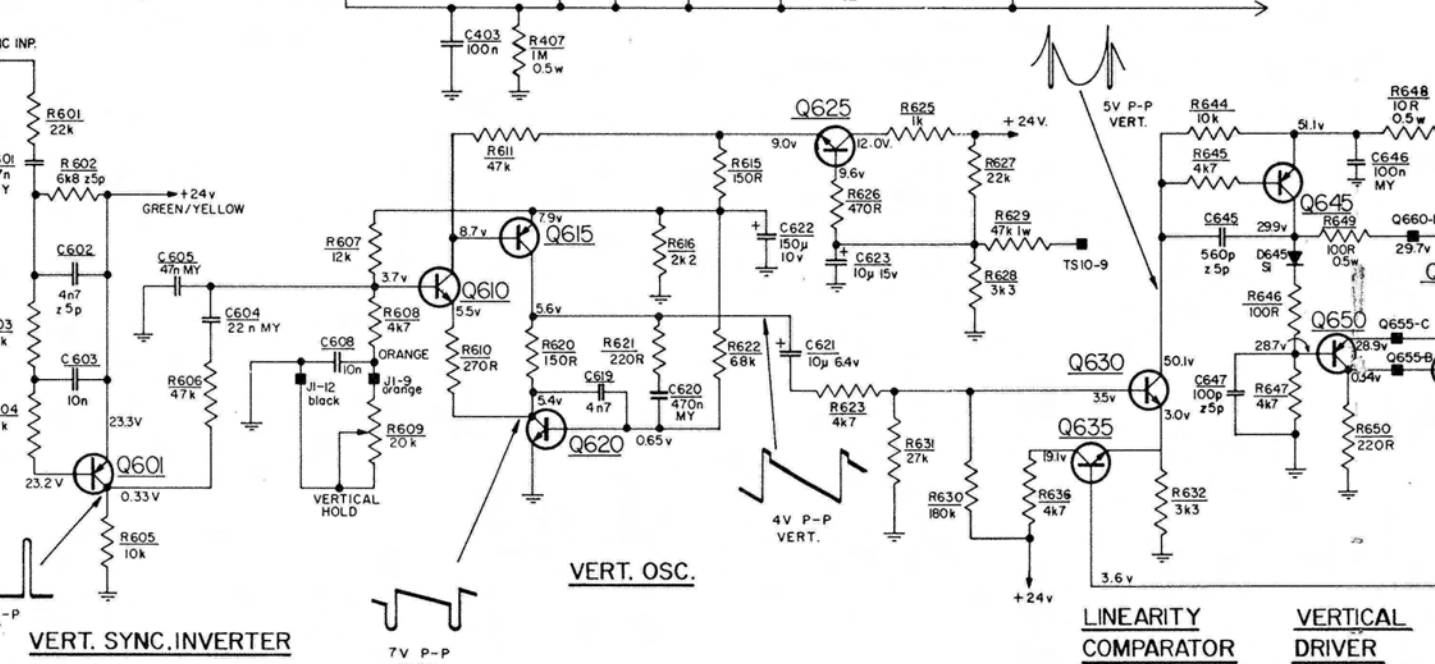 C403
100n
R407
1M
0.5w
INP.
R601
22k
R602
6k8 z5p
+24v
GREEN/YELLOW
C602
4n7
z5p
C603
10n
C605
47n MY
C604
22n MY
R606
47k
23.3V
Q601
23.2V
0.33V
R605
10k
VERT. SYNC. INVERTER
R611
47k
R607
12k
3.7v
8.7v
7.9v
Q610
5.5v
R608
4k7
C608
10n
ORANGE
J1-12
black
J1-9
orange
R609
20k
VERTICAL
HOLD
R610
270R
7V P-P
Q615
5.6v
R620
150R
5.4v
C619
4n7
Q620
0.65v
R621
220R
C620
470n
MY
R622
6.8k
R616
2k2
R615
150R
VERT. OSC.
Q625
9.0v
12.0V.
9.6v
R625
1k
+24V.
R626
470R
R627
22k
C622
150µ
10v
C623
10µ 15v
R629
47k 1w
TS10-9
R628
3k3
C621
10µ 6.4v
R623
4k7
4V P-P
VERT.
R631
27k
R630
180k
R636
4k7
+24v
5V P-P
VERT.
Q630
3.5v
50.1v
3.0v
Q635
19.1v
R632
3k3
3.6v
LINEARITY
COMPARATOR
R644
10k
R645
4k7
51.1v
R648
10R
0.5w
C646
100n
MY
Q645
C645
560p
z5p
29.9v
R649
100R
0.5w
29.7v
D645
Si
R646
100R
Q650
28.7v
28.9v
Q655-C
Q655-B
C647
100p
z5p
R647
4k7
R650
220R
VERTICAL
DRIVER